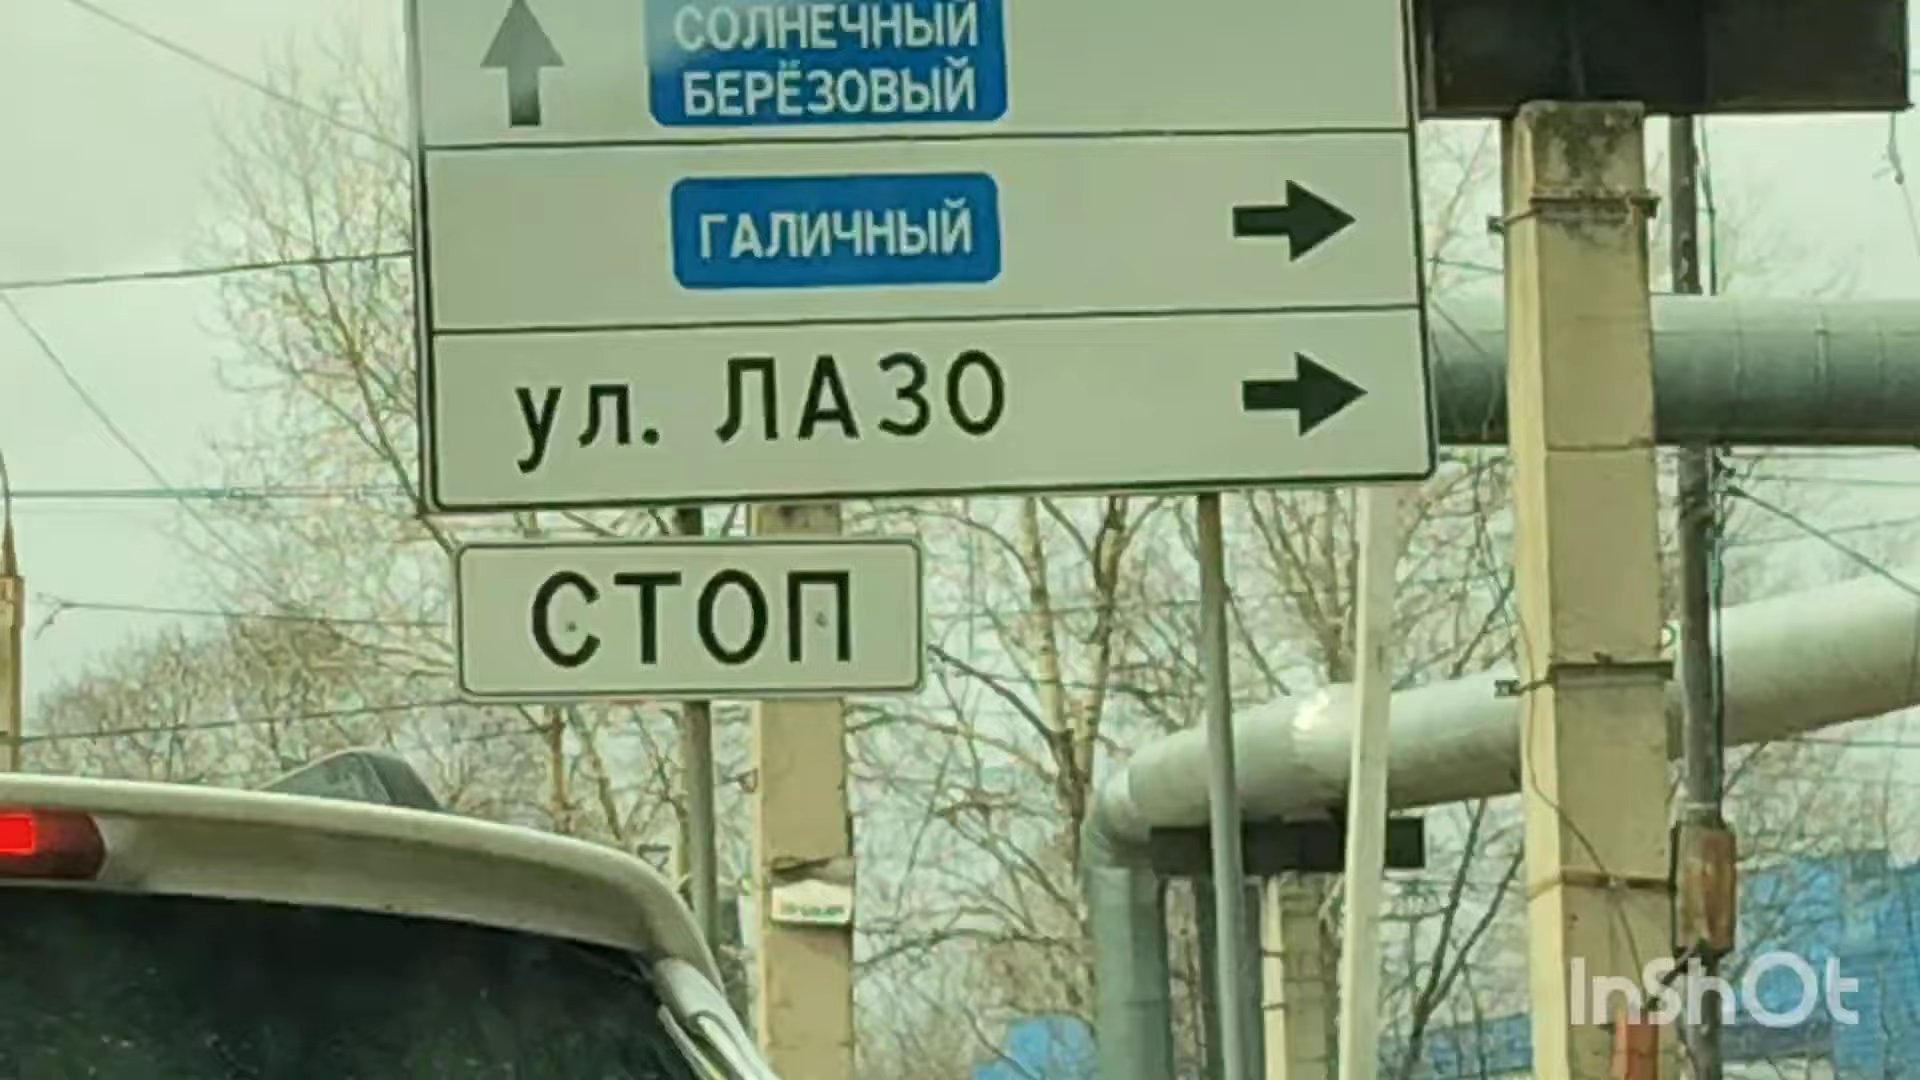 СОЛНЕЧНЫЙ
БЕРЁЗОВЫЙ
ГАЛИЧНЫЙ
ул. ЛАЗО
СТОП
InShOt